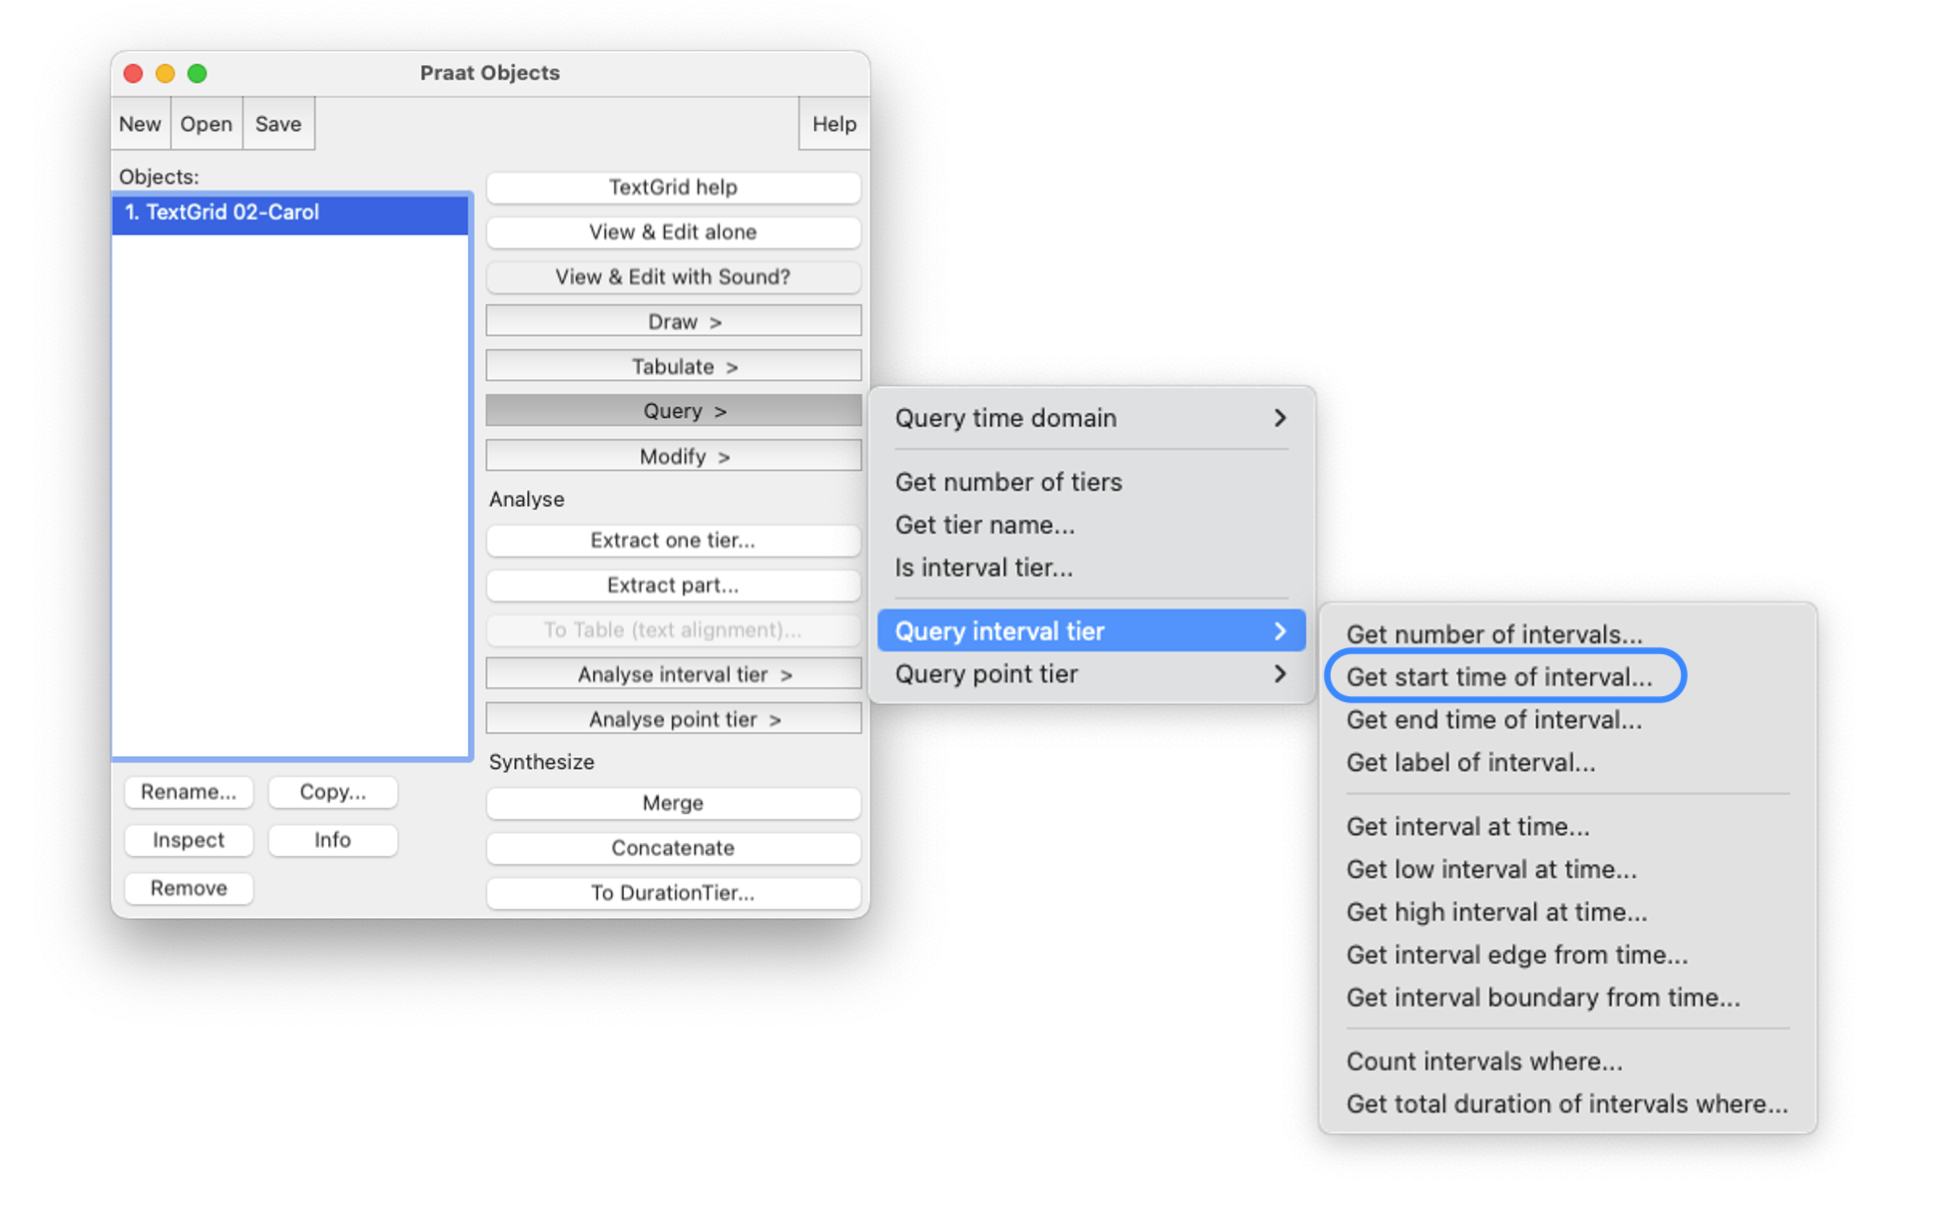 Praat Objects
New
Open
Save
Help
Objects:
1. TextGrid 02-Carol
Rename...
Copy...
Inspect
Info
Remove
TextGrid help
View & Edit alone
View & Edit with Sound?
Draw >
Tabulate >
Query >
Modify >
Analyse
Extract one tier...
Extract part...
To Table (text alignment)...
Analyse interval tier >
Analyse point tier >
Synthesize
Merge
Concatenate
To DurationTier...
Query time domain
Get number of tiers
Get tier name...
Is interval tier...
Query interval tier
Query point tier
Get number of intervals...
Get start time of interval...
Get end time of interval...
Get label of interval...
Get interval at time...
Get low interval at time...
Get high interval at time...
Get interval edge from time...
Get interval boundary from time...
Count intervals where...
Get total duration of intervals where...